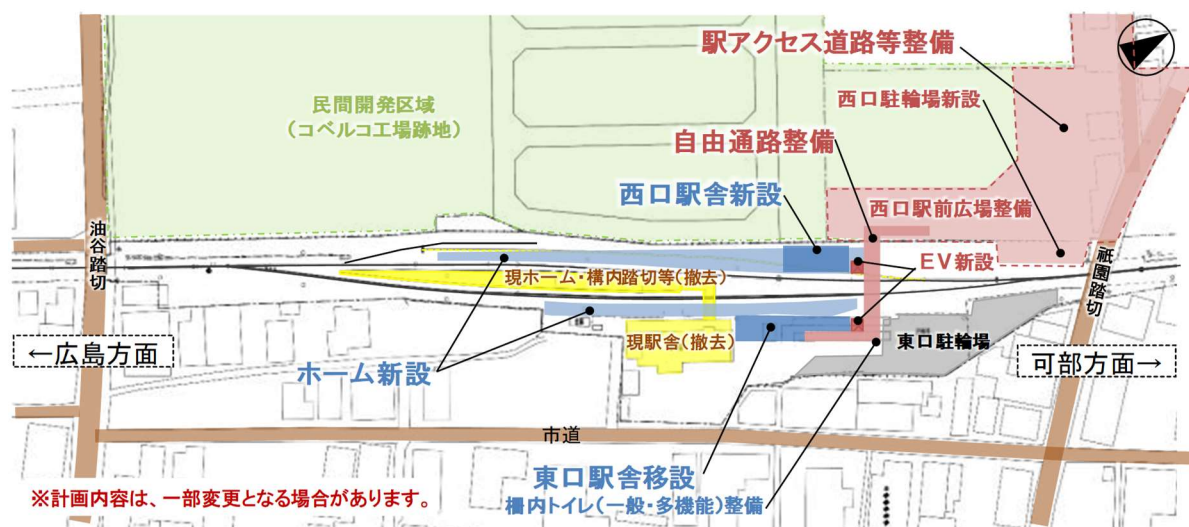 駅アクセス道路等整備
西口駐輪場新設
民間開発区域
(コベルコ工場跡地)
自由通路整備
西口駅舎新設
西口駅前広場整備
油谷踏切
祇園踏切
EV新設
現ホーム・構内踏切等(撤去)
現駅舎(撤去)
東口駐輪場
←広島方面
可部方面→
ホーム新設
市道
東口駅舎移設
柵内トイレ(一般・多機能)整備
※計画内容は、一部変更となる場合があります。